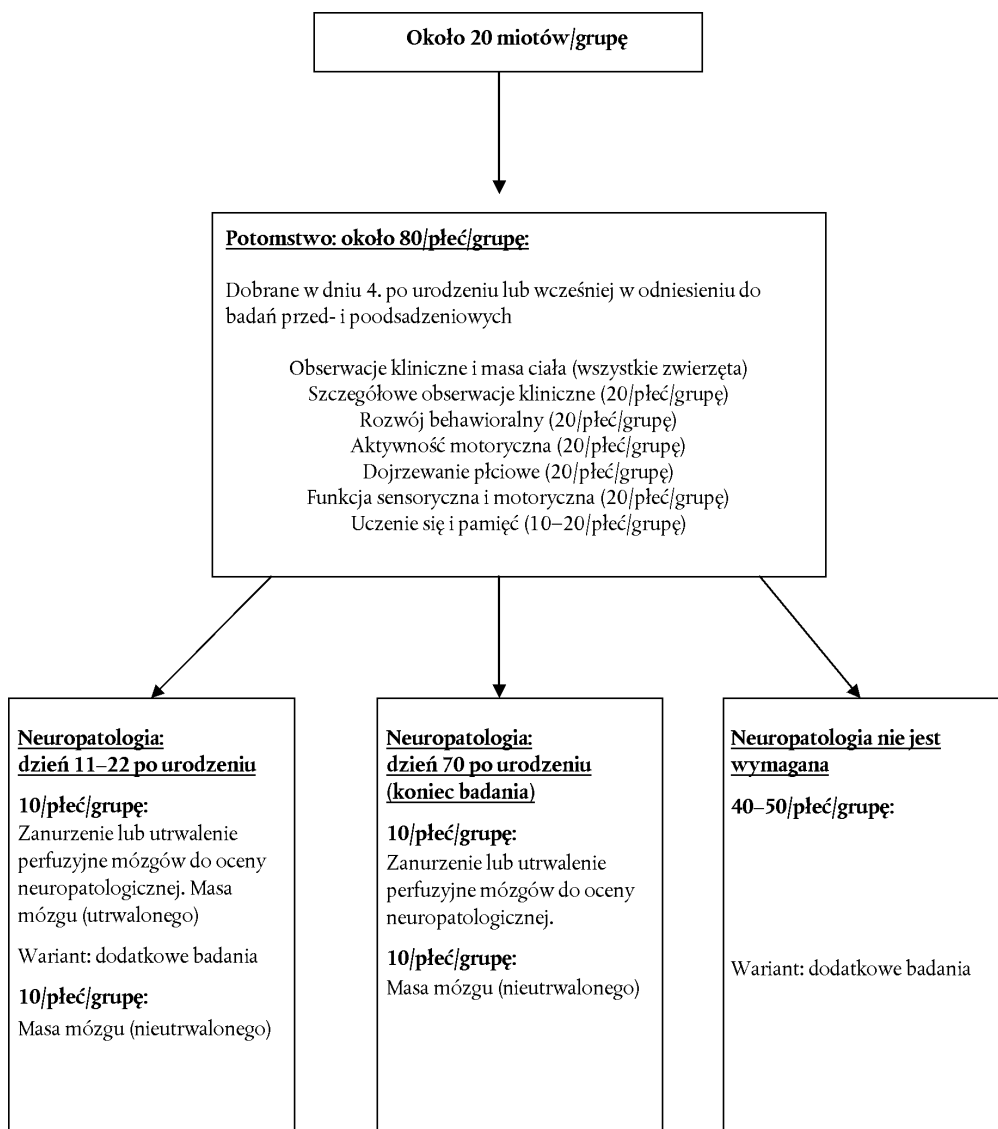 Około 20 miotów/grupę
Potomstwo: około 80/płeć/grupę:
Dobrane w dniu 4. po urodzeniu lub wcześniej w odniesieniu do
badań przed- i poodsadzeniowych
Obserwacje kliniczne i masa ciała (wszystkie zwierzęta)
Szczegółowe obserwacje kliniczne (20/płeć/grupę)
Rozwój behawioralny (20/płeć/grupę)
Aktywność motoryczna (20/płeć/grupę)
Dojrzewanie płciowe (20/płeć/grupę)
Funkcja sensoryczna i motoryczna (20/płeć/grupę)
Uczenie się i pamięć (10–20/płeć/grupę)
Neuropatologia:
dzień 11–22 po urodzeniu
10/płeć/grupę:
Zanurzenie lub utrwalenie
perfuzyjne mózgów do oceny
neuropatologicznej. Masa
mózgu (utrwalonego)
Wariant: dodatkowe badania
10/płeć/grupę:
Masa mózgu (nieutrwalonego)
Neuropatologia:
dzień 70 po urodzeniu
(koniec badania)
10/płeć/grupę:
Zanurzenie lub utrwalenie
perfuzyjne mózgów do oceny
neuropatologicznej.
10/płeć/grupę:
Masa mózgu (nieutrwalonego)
Neuropatologia nie jest
wymagana
40–50/płeć/grupę:
Wariant: dodatkowe badania